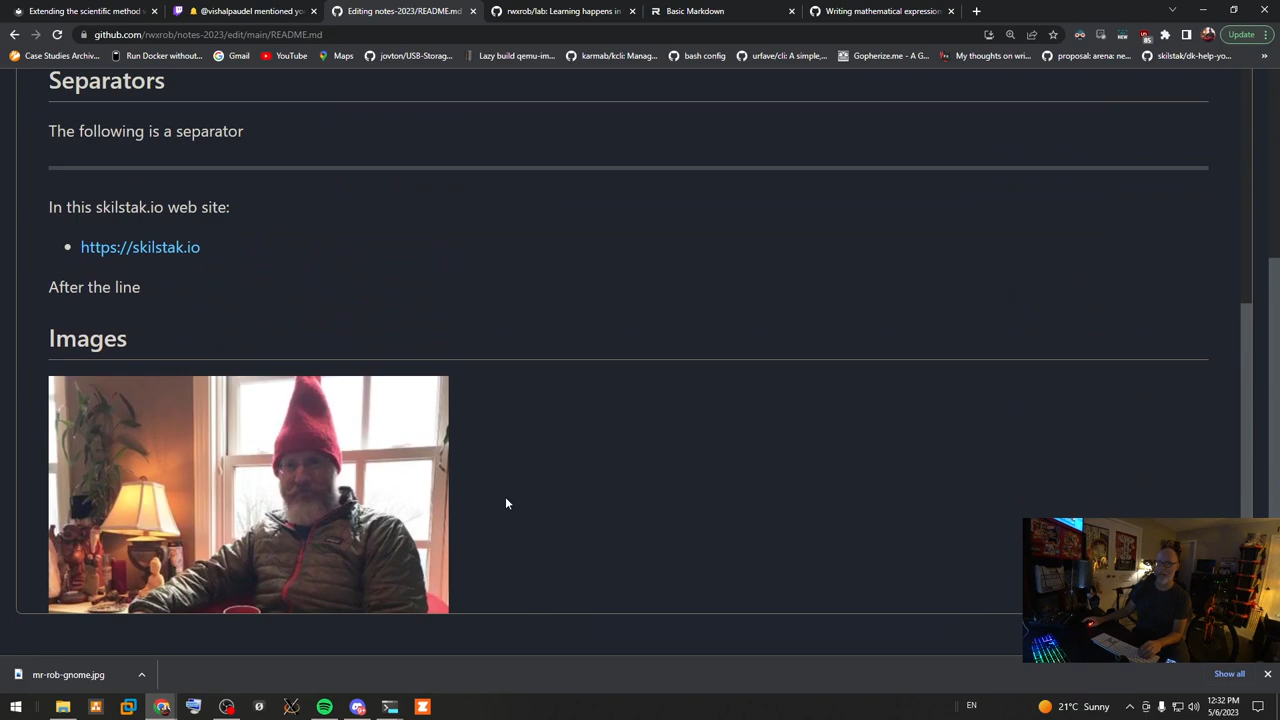 Extending the scientific method w
@vishalpaudel mentioned you
Editing notes-2023/README.md
rwxrob/lab: Learning happens in
Basic Markdown
Writing mathematical expression
github.com/rwxrob/notes-2023/edit/main/README.md
Update
Case Studies Archiv...
Run Docker without...
Gmail
YouTube
Maps
jovton/USB-Storag...
Lazy build qemu-im...
karmab/kcli: Manag...
bash config
urfave/cli: A simple,...
Gopherize.me - A G...
My thoughts on wri...
proposal: arena: ne...
skilstak/dk-help-yo...
Separators
The following is a separator
In this skilstak.io web site:
https://skilstak.io
After the line
Images
mr-rob-gnome.jpg
Show all
21°C Sunny
EN
12:32 PM
5/6/2023